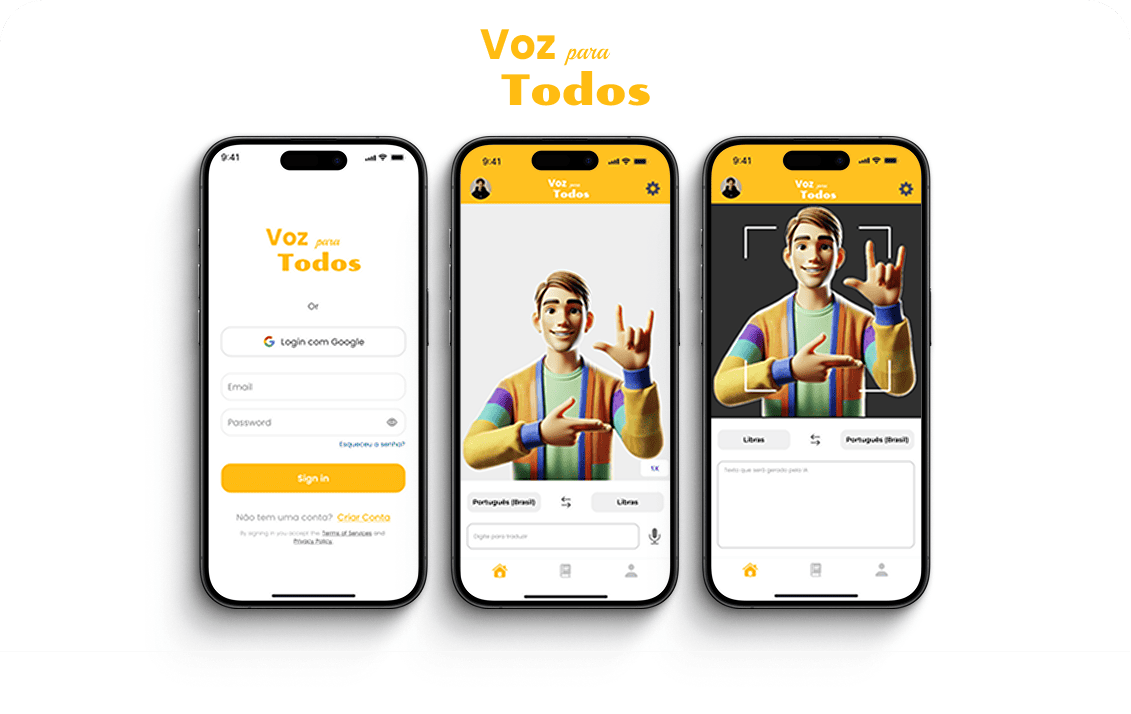 Voz para
Todos
9:41
Voz para
Todos
Or
Login com Google
Email
Password
Esqueceu a senha?
Sign in
Não tem uma conta? Criar Conta
By signing in you accept the Terms of Services and
Privacy Policy.
9:41
Voz para
Todos
1X
Português (Brasil)
Libras
Digite para traduzir
9:41
Voz para
Todos
Libras
Português (Brasil)
Texto que será gerado pela IA